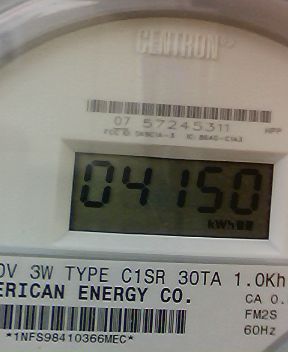 CENTRON
07 57245311 HPP
04150
kWh
0V 3W TYPE C1SR 30TA 1.0Kh
ERICAN ENERGY CO. CA 0.
FM2S
60Hz
*1NFS98410366MEC*